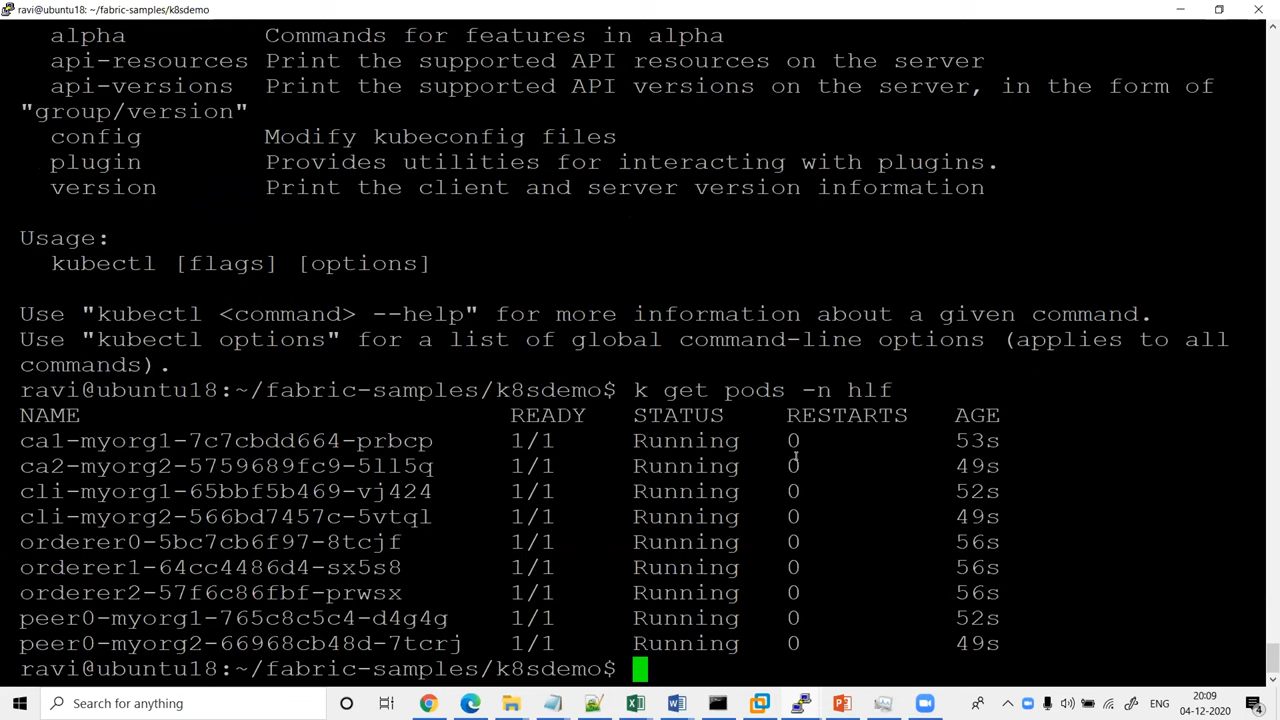 ravi@ubuntu18: ~/fabric-samples/k8sdemo
alpha Commands for features in alpha
api-resources Print the supported API resources on the server
api-versions Print the supported API versions on the server, in the form of
"group/version"
config Modify kubeconfig files
plugin Provides utilities for interacting with plugins.
version Print the client and server version information
Usage:
kubectl [flags] [options]
Use "kubectl <command> --help" for more information about a given command.
Use "kubectl options" for a list of global command-line options (applies to all
commands).
ravi@ubuntu18:~/fabric-samples/k8sdemo$ k get pods -n hlf
NAME READY STATUS RESTARTS AGE
ca1-myorg1-7c7cbdd664-prbcp 1/1 Running 0 53s
ca2-myorg2-5759689fc9-5ll5q 1/1 Running 0 49s
cli-myorg1-65bbf5b469-vj424 1/1 Running 0 52s
cli-myorg2-566bd7457c-5vtql 1/1 Running 0 49s
orderer0-5bc7cb6f97-8tcjf 1/1 Running 0 56s
orderer1-64cc4486d4-sx5s8 1/1 Running 0 56s
orderer2-57f6c86fbf-prwsx 1/1 Running 0 56s
peer0-myorg1-765c8c5c4-d4g4g 1/1 Running 0 52s
peer0-myorg2-66968cb48d-7tcrj 1/1 Running 0 49s
ravi@ubuntu18:~/fabric-samples/k8sdemo$
Type here to search
ENG
20:09
04-12-2020
4